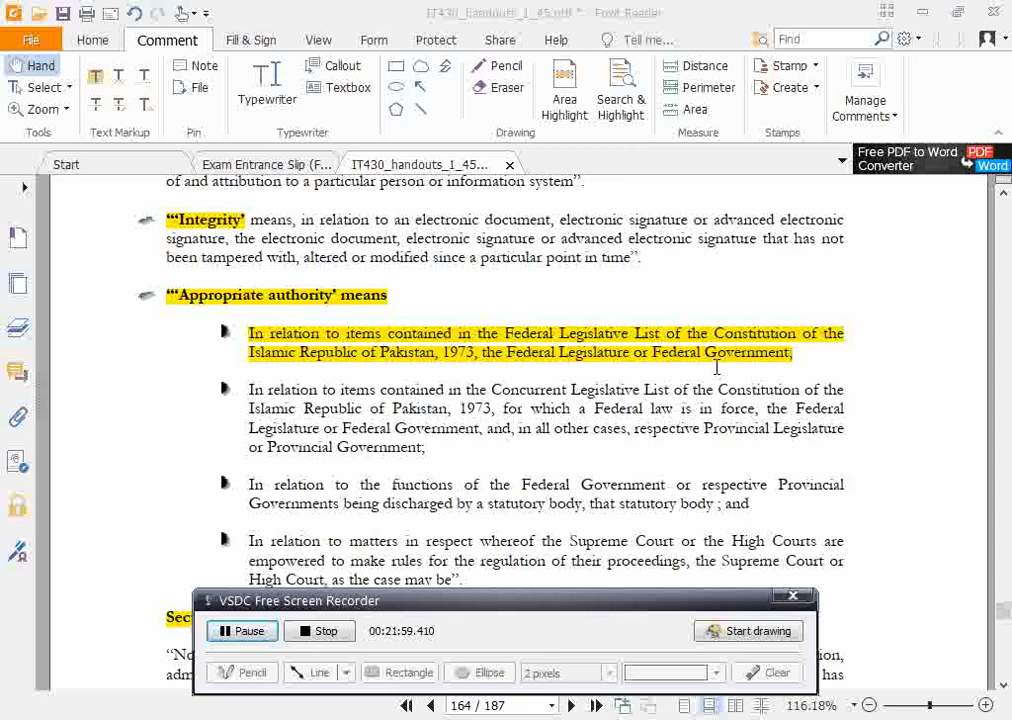 IT430_handouts_1_45.pdf * - Foxit Reader
File Home Comment Fill & Sign View Form Protect Share Help Tell me... Find
Hand
Select
Zoom
Tools
Text Markup
Note
File
Pin
Typewriter
Callout
Textbox
Typewriter
Pencil
Eraser
Area Highlight
Search & Highlight
Drawing
Distance
Perimeter
Area
Measure
Stamp
Create
Stamps
Manage Comments
Start Exam Entrance Slip (F... IT430_handouts_1_45...
Free PDF to Word Converter PDF Word
of and attribution to a particular person or information system”.
“‘Integrity’ means, in relation to an electronic document, electronic signature or advanced electronic
signature, the electronic document, electronic signature or advanced electronic signature that has not
been tampered with, altered or modified since a particular point in time”.
“‘Appropriate authority’ means
In relation to items contained in the Federal Legislative List of the Constitution of the
Islamic Republic of Pakistan, 1973, the Federal Legislature or Federal Government;
In relation to items contained in the Concurrent Legislative List of the Constitution of the
Islamic Republic of Pakistan, 1973, for which a Federal law is in force, the Federal
Legislature or Federal Government, and, in all other cases, respective Provincial Legislature
or Provincial Government;
In relation to the functions of the Federal Government or respective Provincial
Governments being discharged by a statutory body, that statutory body ; and
In relation to matters in respect whereof the Supreme Court or the High Courts are
empowered to make rules for the regulation of their proceedings, the Supreme Court or
High Court, as the case may be”.
VSDC Free Screen Recorder
Pause Stop 00:21:59.410 Start drawing
Pencil Line Rectangle Ellipse 2 pixels Clear
has
164 / 187
116.18%